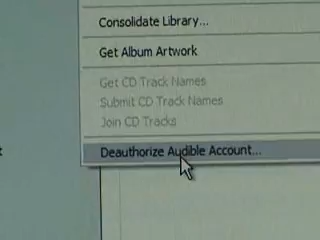 Consolidate Library...
Get Album Artwork
Get CD Track Names
Submit CD Track Names
Join CD Tracks
Deauthorize Audible Account...